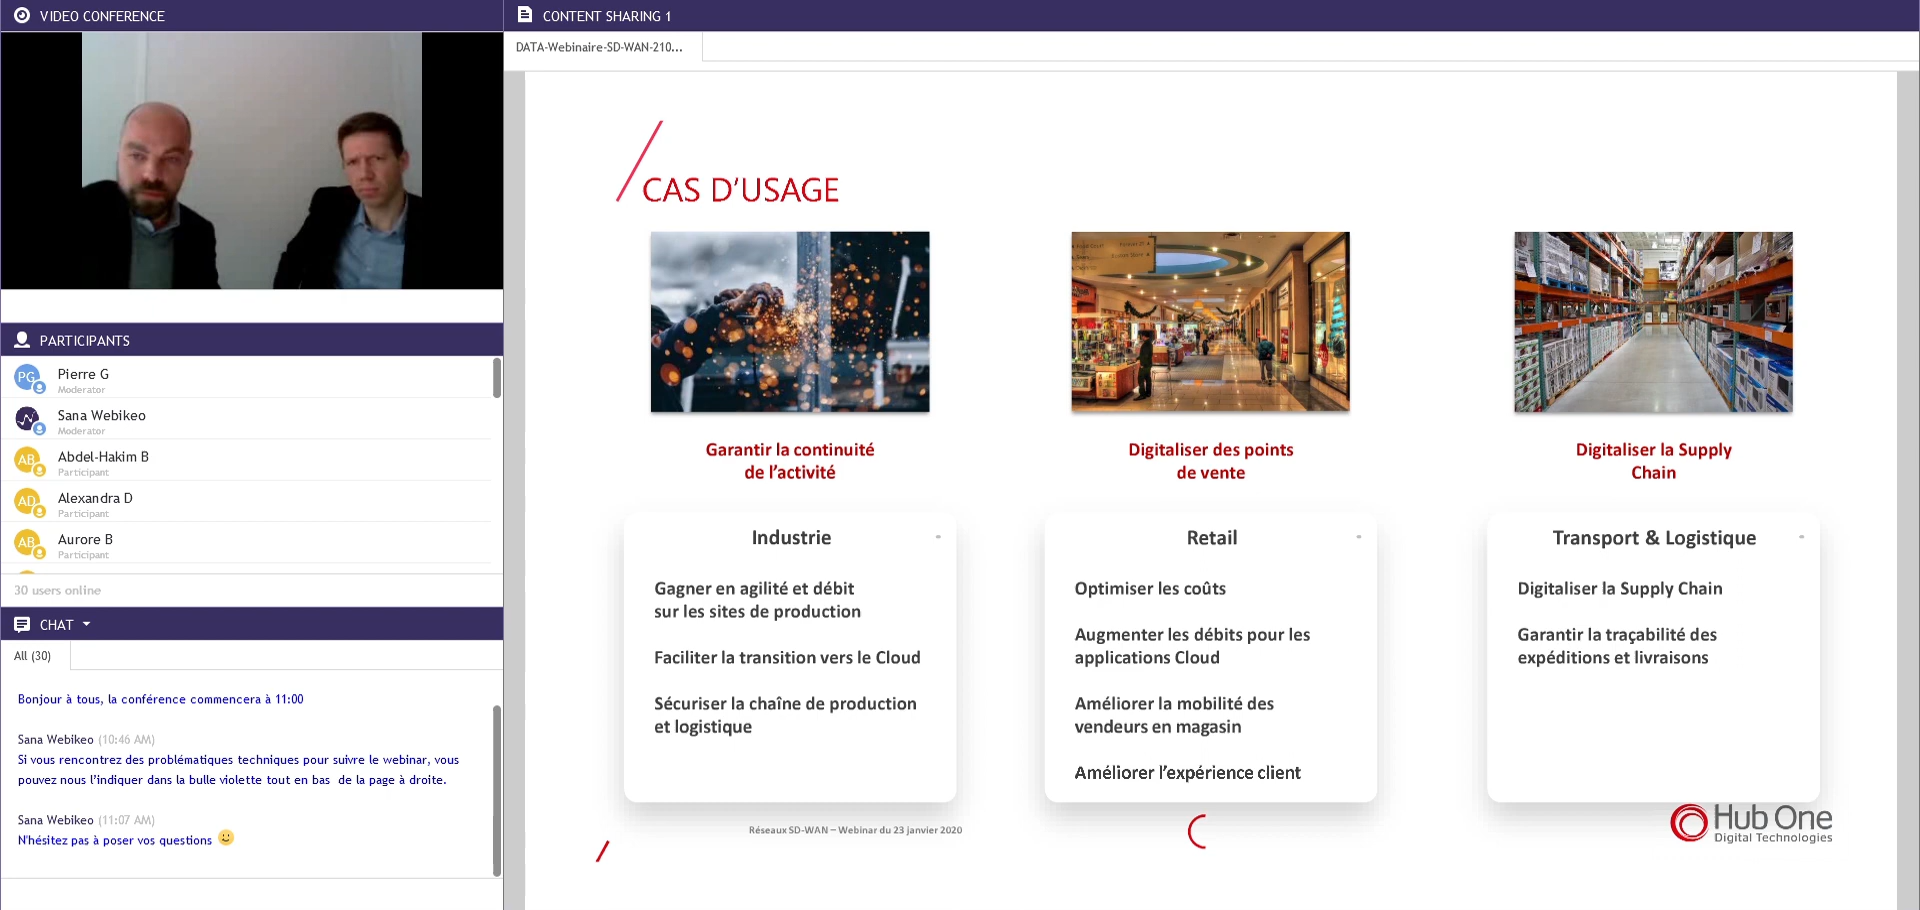 VIDEO CONFERENCE
PARTICIPANTS
PG
Pierre G
Moderator
Sana Webikeo
Moderator
AB
Abdel-Hakim B
Participant
AD
Alexandra D
Participant
AB
Aurore B
Participant
30 users online
CHAT
All (30)
Bonjour à tous, la conférence commencera à 11:00
Sana Webikeo (10:46 AM)
Si vous rencontrez des problématiques techniques pour suivre le webinar, vous
pouvez nous l’indiquer dans la bulle violette tout en bas  de la page à droite.
Sana Webikeo (11:07 AM)
N'hésitez pas à poser vos questions 🙂
CONTENT SHARING 1
DATA-Webinaire-SD-WAN-210...
CAS D’USAGE
Garantir la continuité
de l’activité
Industrie
Gagner en agilité et débit
sur les sites de production
Faciliter la transition vers le Cloud
Sécuriser la chaîne de production
et logistique
Digitaliser des points
de vente
Retail
Optimiser les coûts
Augmenter les débits pour les
applications Cloud
Améliorer la mobilité des
vendeurs en magasin
Améliorer l’expérience client
Digitaliser la Supply
Chain
Transport & Logistique
Digitaliser la Supply Chain
Garantir la traçabilité des
expéditions et livraisons
Réseaux SD-WAN – Webinar du 23 janvier 2020
Hub One
Digital Technologies